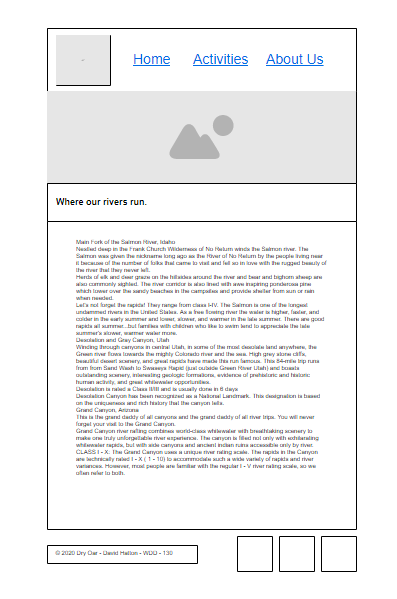 Home Activities About Us
Where our rivers run.
Main Fork of the Salmon River, Idaho
Nestled deep in the Frank Church Wilderness of No Return winds the Salmon river. The
Salmon was given the nickname long ago as the River of No Return by the people living near
it because of the number of folks that came to visit and fell so in love with the rugged beauty of
the river that they never left.
Herds of elk and deer graze on the hillsides around the river and bear and bighorn sheep are
also commonly sighted. The river corridor is also lined with awe inspiring ponderosa pine
which tower over the sandy beaches in the campsites and provide shelter from sun or rain
when needed.
Let's not forget the rapids! They range from class I-IV. The Salmon is one of the longest
undammed rivers in the United States. As a free flowing river the water is higher, faster, and
colder in the early summer and lower, slower, and warmer in the late summer. There are good
rapids all summer...but families with children who like to swim tend to appreciate the late
summer's slower, warmer water more.
Desolation and Gray Canyon, Utah
Winding through canyons in central Utah, in some of the most desolate land anywhere, the
Green river flows towards the mighty Colorado river and the sea. High grey stone cliffs,
beautiful desert scenery, and great rapids have made this run famous. This 84-mile trip runs
from from Sand Wash to Swaseys Rapid (just outside Green River Utah) and boasts
outstanding scenery, interesting geologic formations, evidence of prehistoric and historic
human activity, and great whitewater opportunities.
Desolation is rated a Class II/III and is usually done in 6 days
Desolation Canyon has been recognized as a National Landmark. This designation is based
on the uniqueness and rich history that the canyon tells.
Grand Canyon, Arizona
This is the grand daddy of all canyons and the grand daddy of all river trips. You will never
forget your visit to the Grand Canyon.
Grand Canyon river rafting combines world-class whitewater with breathtaking scenery to
make one truly unforgettable river experience. The canyon is filled not only with exhilarating
whitewater rapids, but with side canyons and ancient indian ruins accessible only by river.
CLASS I - X: The Grand Canyon uses a unique river rating scale. The rapids in the Canyon
are technically rated I - X ( 1 - 10) to accommodate such a wide variety of rapids and river
variances. However, most people are familiar with the regular I - V river rating scale, so we
often refer to both.
© 2020 Dry Oar - David Hatton - WDD - 130